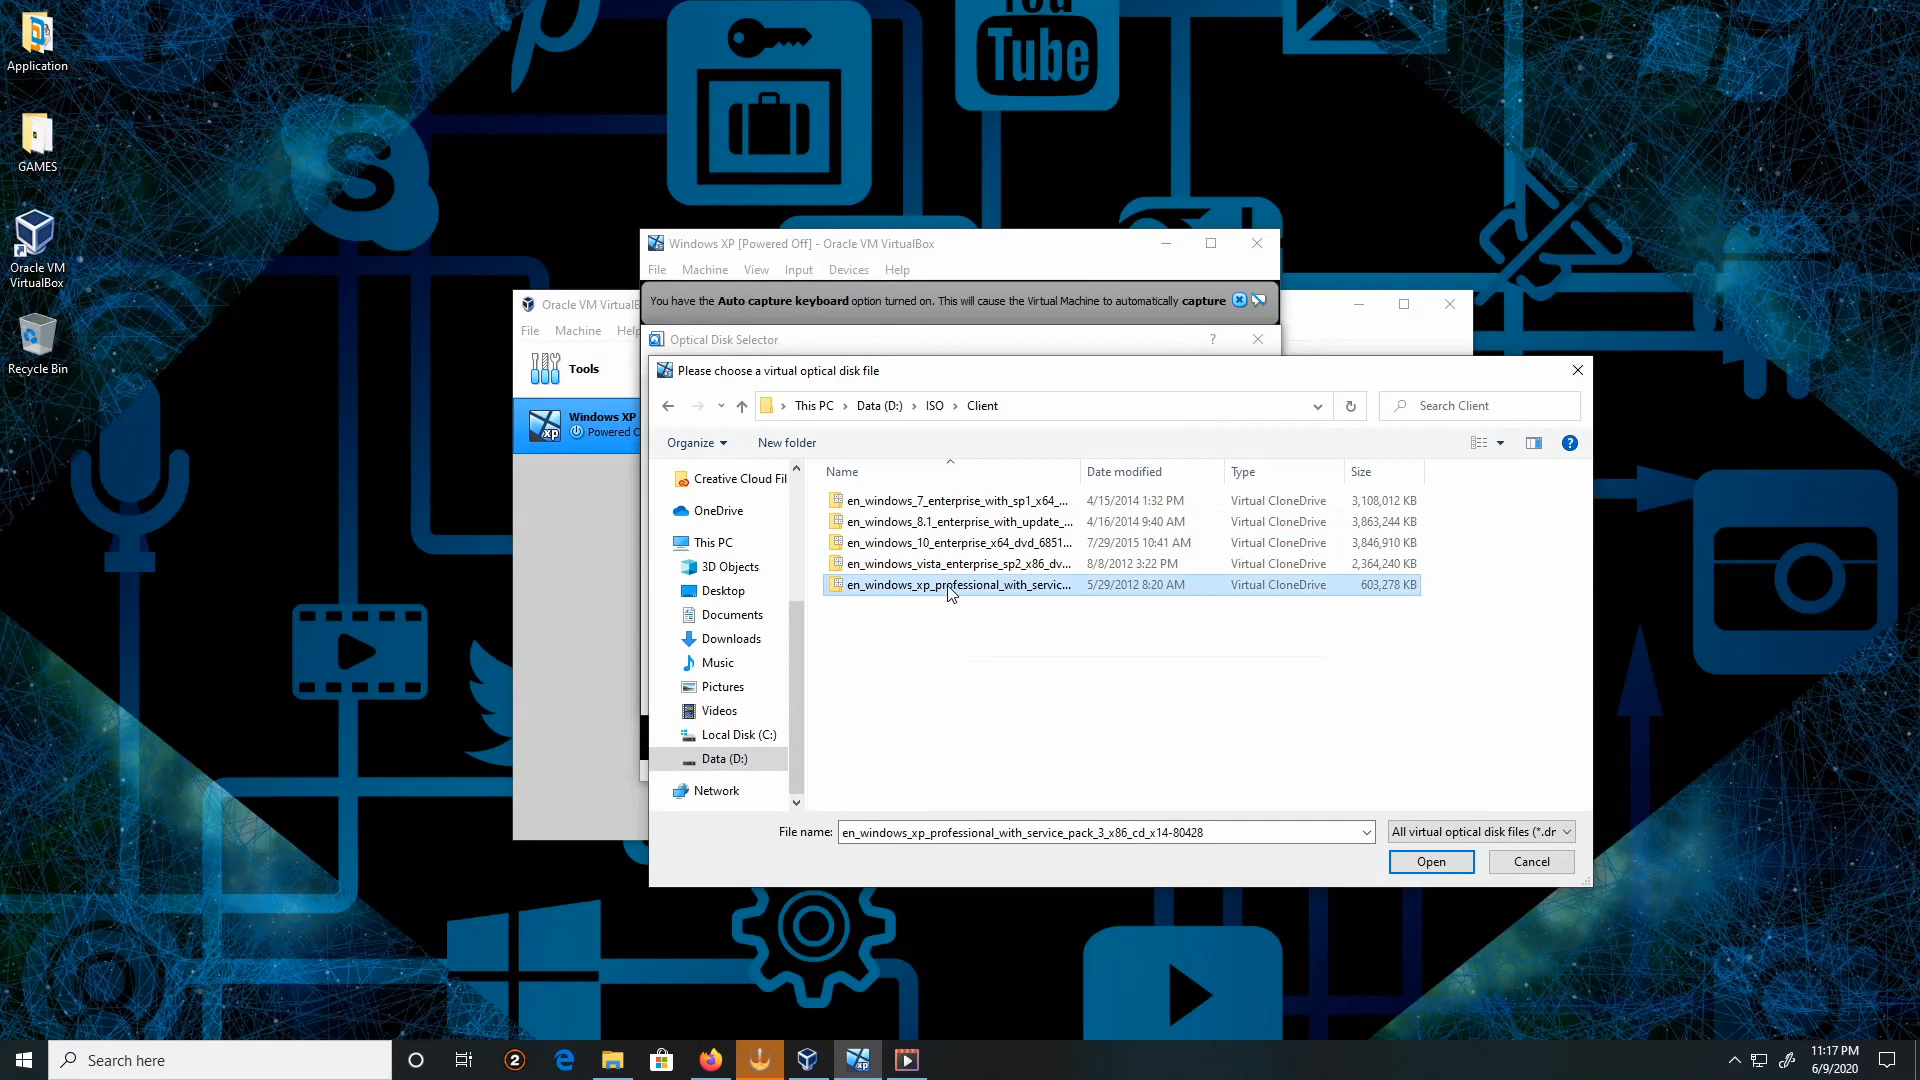 Application
GAMES
Oracle VM
VirtualBox
Recycle Bin
You
Tube
Windows XP [Powered Off] - Oracle VM VirtualBox
File Machine View Input Devices Help
You have the Auto capture keyboard option turned on. This will cause the Virtual Machine to automatically capture
Oracle VM VirtualB
File Machine Help
Tools
Windows XP
Powered O
xp
Optical Disk Selector
?
Please choose a virtual optical disk file
This PC > Data (D:) > ISO > Client
Search Client
Organize
New folder
?
Creative Cloud Fil
OneDrive
This PC
3D Objects
Desktop
Documents
Downloads
Music
Pictures
Videos
Local Disk (C:)
Data (D:)
Network
Name Date modified Type Size
en_windows_7_enterprise_with_sp1_x64_... 4/15/2014 1:32 PM Virtual CloneDrive 3,108,012 KB
en_windows_8.1_enterprise_with_update_... 4/16/2014 9:40 AM Virtual CloneDrive 3,863,244 KB
en_windows_10_enterprise_x64_dvd_6851... 7/29/2015 10:41 AM Virtual CloneDrive 3,846,910 KB
en_windows_vista_enterprise_sp2_x86_dv... 8/8/2012 3:22 PM Virtual CloneDrive 2,364,240 KB
en_windows_xp_professional_with_servic... 5/29/2012 8:20 AM Virtual CloneDrive 603,278 KB
File name: en_windows_xp_professional_with_service_pack_3_x86_cd_x14-80428
All virtual optical disk files (*.dr
Open
Cancel
Search here
2
xp
11:17 PM
6/9/2020